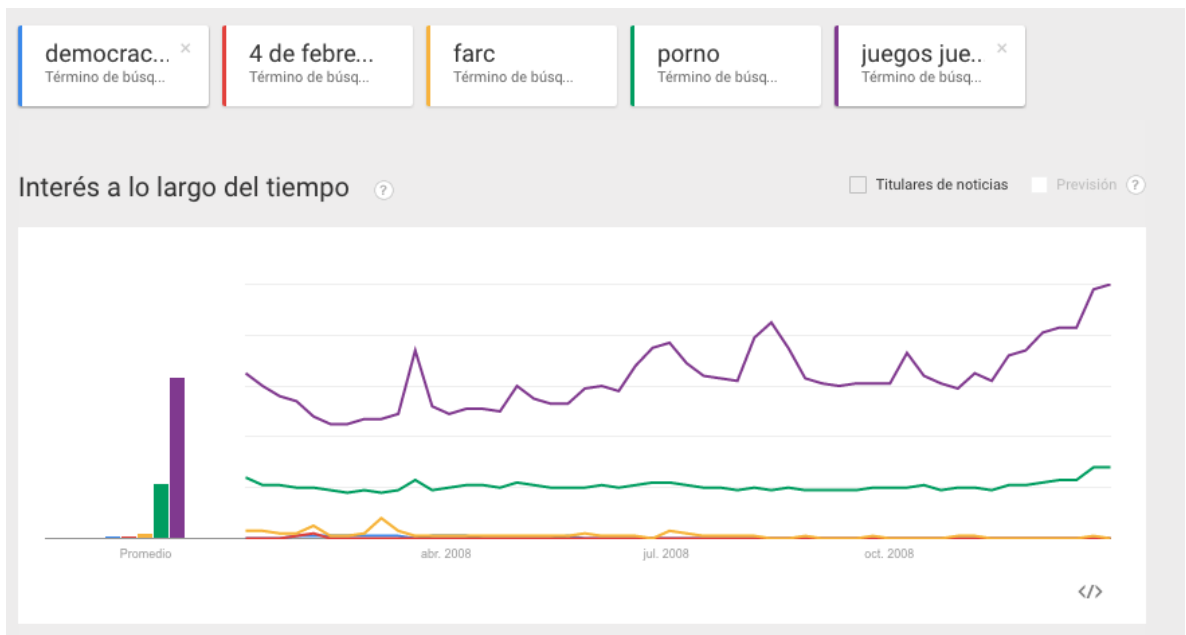 democrac... ×
Término de búsq...
4 de febre...
Término de búsq...
farc
Término de búsq...
porno
Término de búsq...
juegos jue.. ×
Término de búsq...
Interés a lo largo del tiempo ?
Titulares de noticias
Previsión ?
Promedio
abr. 2008
jul. 2008
oct. 2008
</>